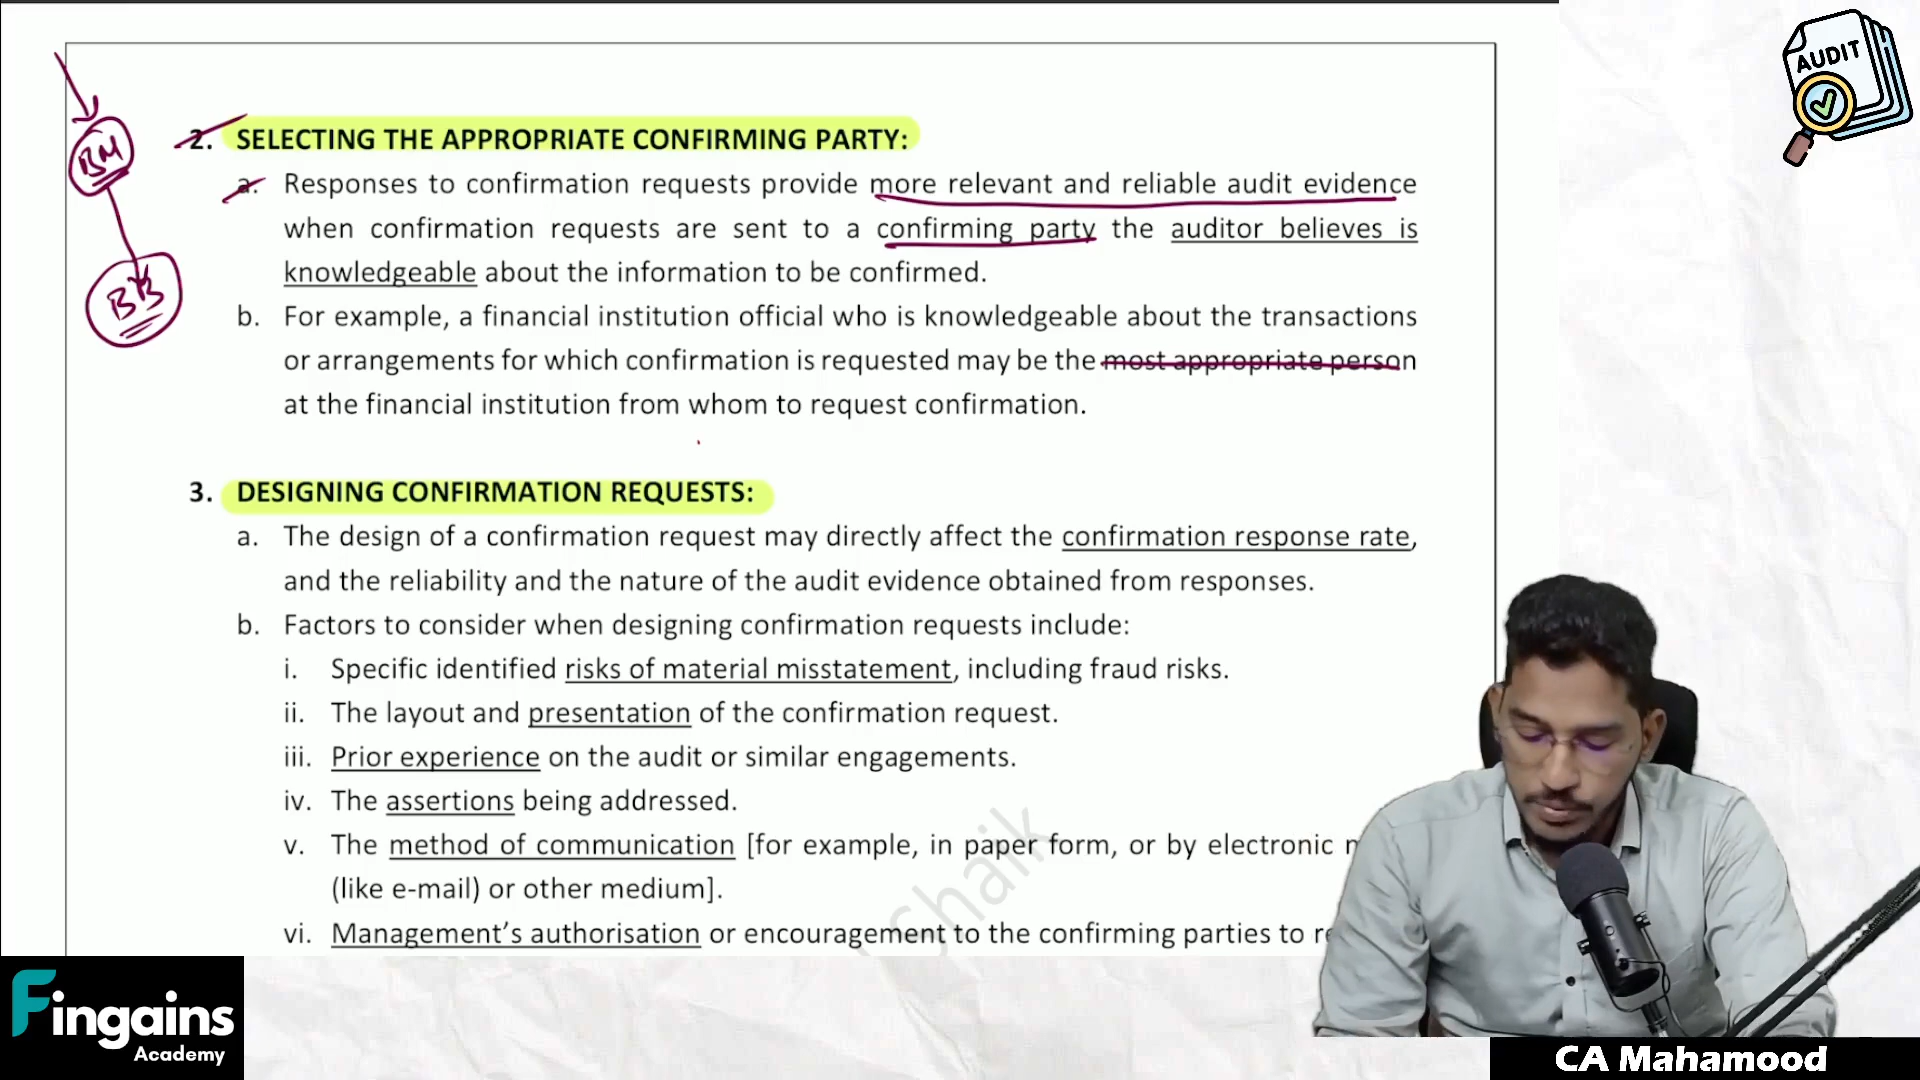 AUDIT
BM
BB
2. SELECTING THE APPROPRIATE CONFIRMING PARTY:
a. Responses to confirmation requests provide more relevant and reliable audit evidence
when confirmation requests are sent to a confirming party the auditor believes is
knowledgeable about the information to be confirmed.
b. For example, a financial institution official who is knowledgeable about the transactions
or arrangements for which confirmation is requested may be the most appropriate person
at the financial institution from whom to request confirmation.
3. DESIGNING CONFIRMATION REQUESTS:
a. The design of a confirmation request may directly affect the confirmation response rate,
and the reliability and the nature of the audit evidence obtained from responses.
b. Factors to consider when designing confirmation requests include:
i. Specific identified risks of material misstatement, including fraud risks.
ii. The layout and presentation of the confirmation request.
iii. Prior experience on the audit or similar engagements.
iv. The assertions being addressed.
v. The method of communication [for example, in paper form, or by electronic
(like e-mail) or other medium].
vi. Management's authorisation or encouragement to the confirming parties to
Shaik
Fingains
Academy
CA Mahamood